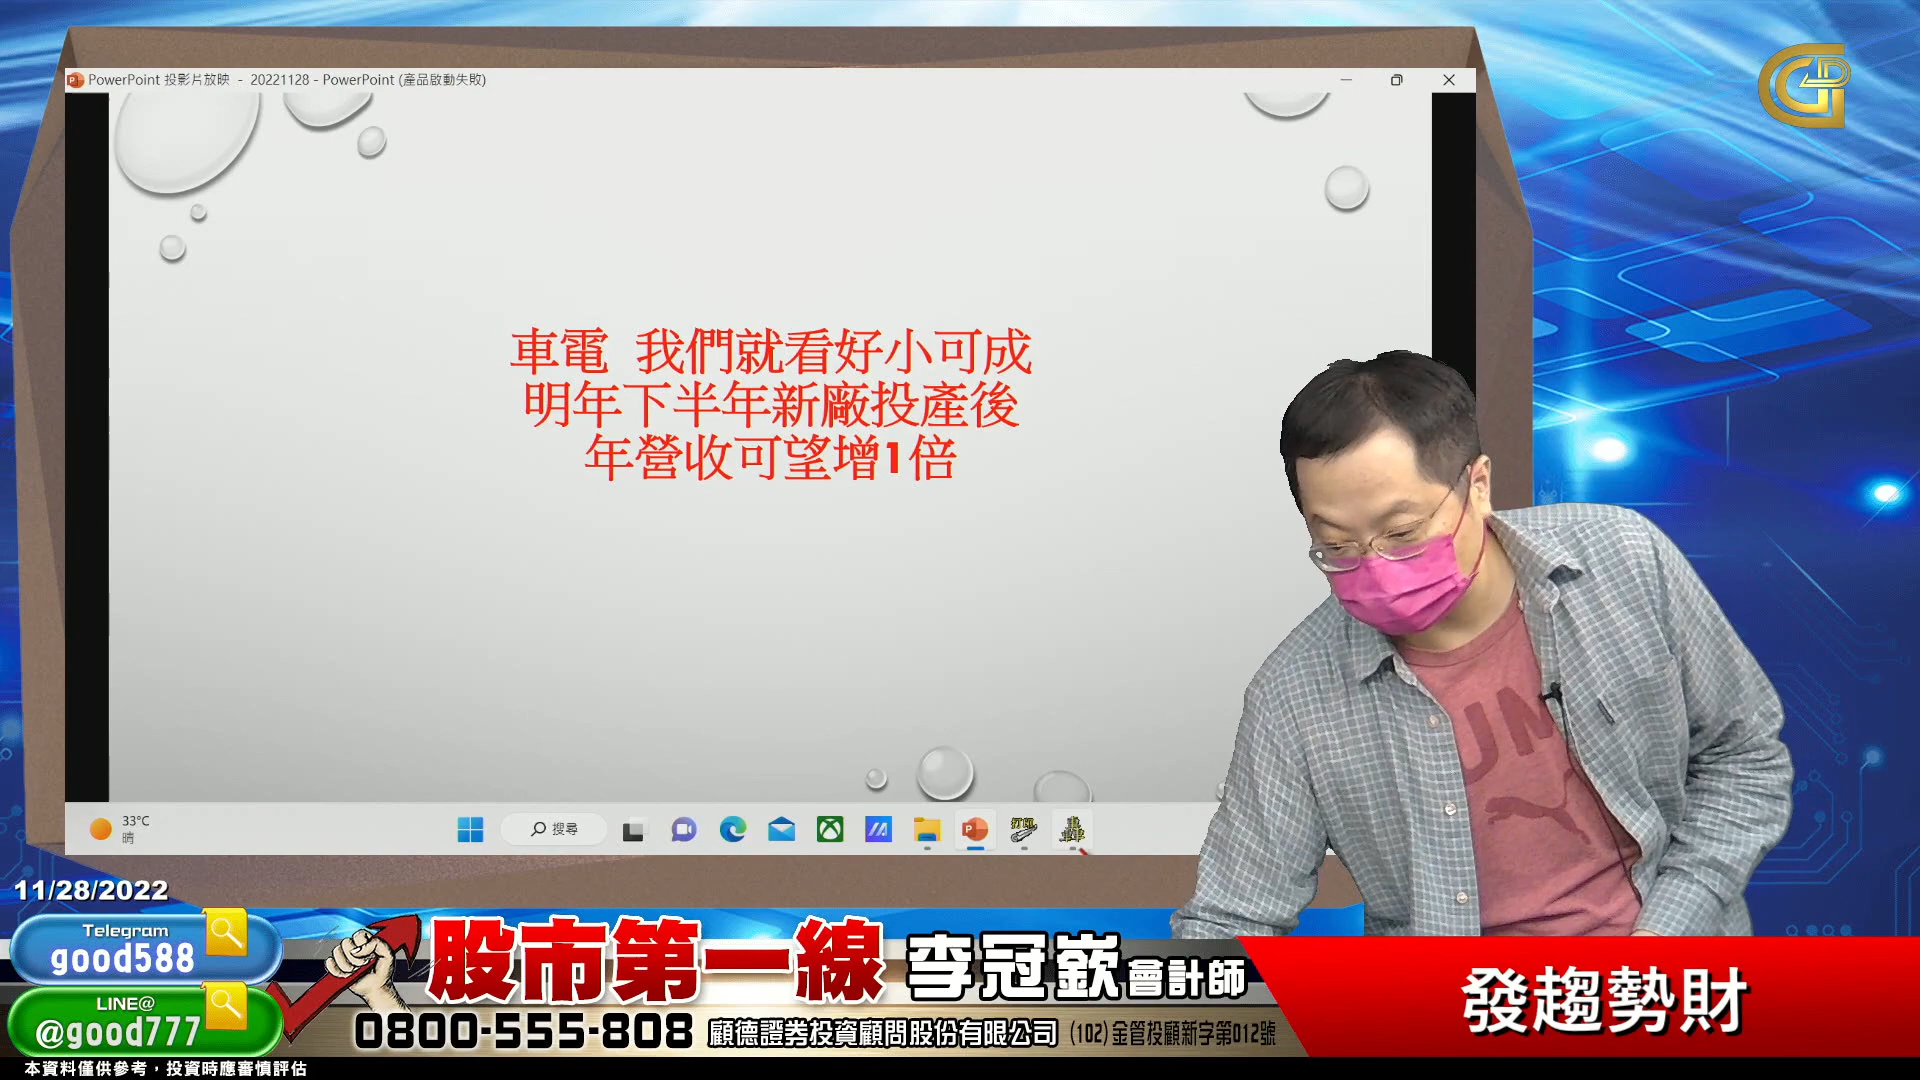 PowerPoint 投影片放映 - 20221128 - PowerPoint (產品啟動失敗)
車電 我們就看好小可成
明年下半年新廠投產後
年營收可望增1倍
33°C
晴
搜尋
打印
11/28/2022
Telegram
good588
LINE@
@good777
股市第一線 李冠嶔 會計師
0800-555-808 顧德證券投資顧問股份有限公司 (102)金管投顧新字第012號
發趨勢財
本資料僅供參考，投資時應審慎評估